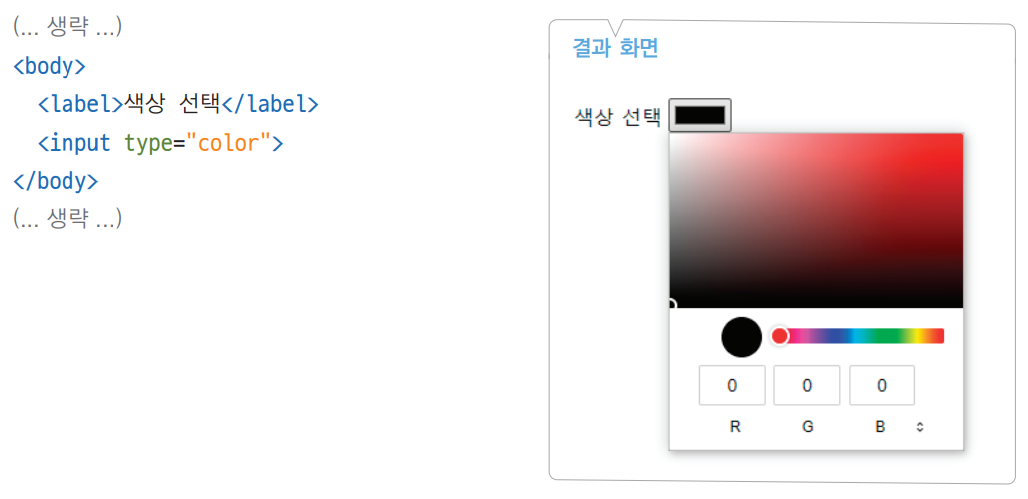 (... 생략 ...)
<body>
<label>색상 선택</label>
<input type="color">
</body>
(... 생략 ...)
결과 화면
색상 선택
0 0 0
R G B